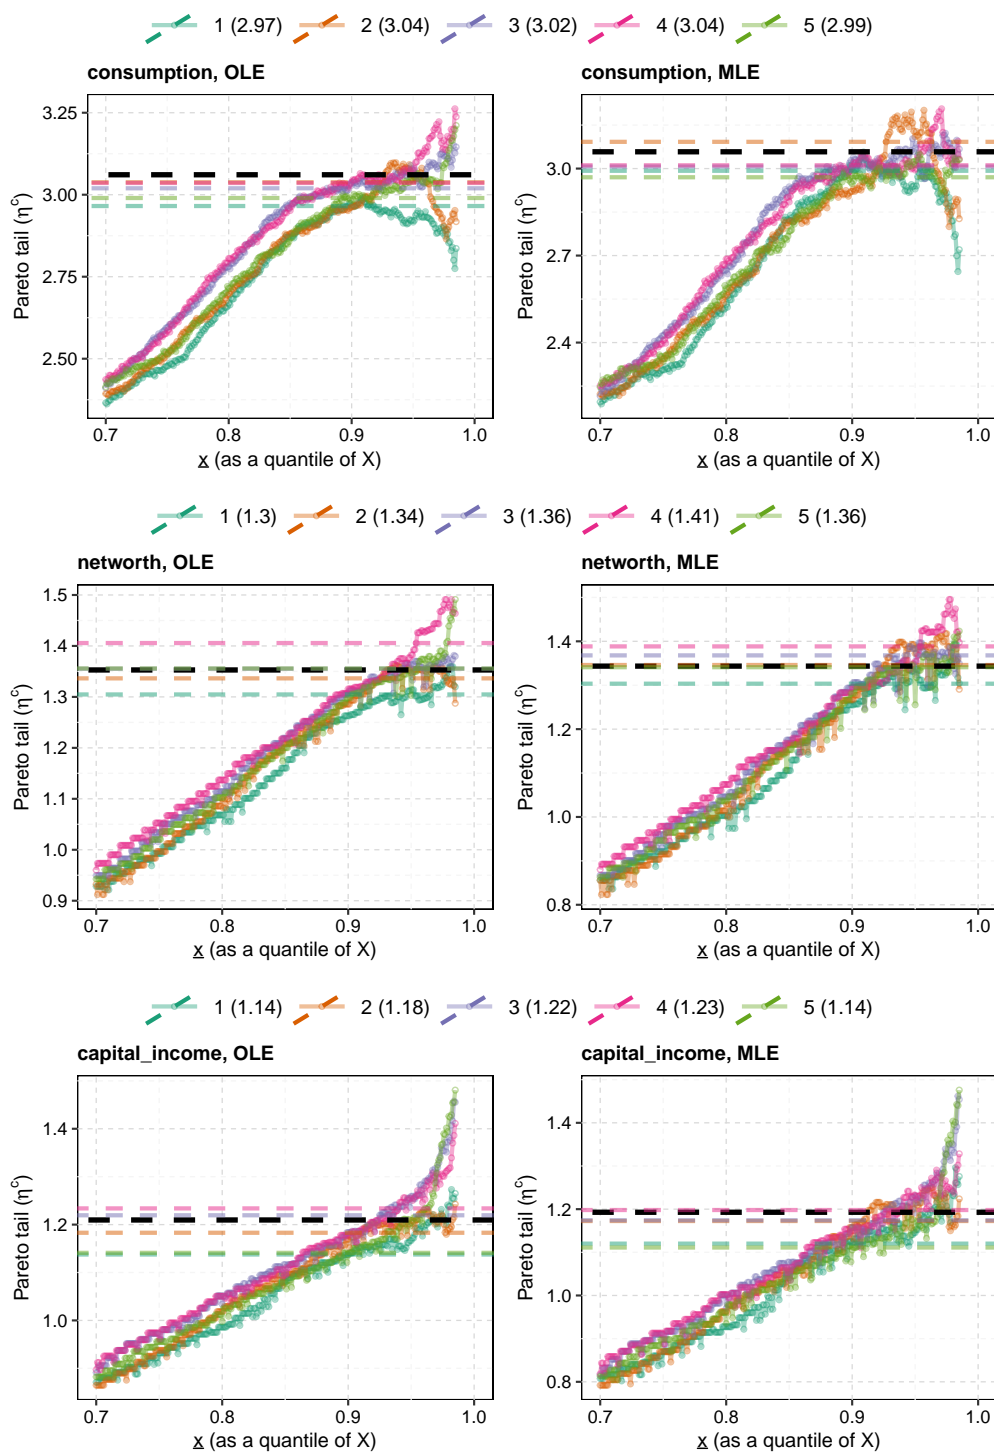 1 (2.97) 2 (3.04) 3 (3.02) 4 (3.04) 5 (2.99)
consumption, OLE
3.25
3.00
2.75
2.50
Pareto tail (ηᶜ)
0.7 0.8 0.9 1.0
x̲ (as a quantile of X)
consumption, MLE
3.0
2.7
2.4
Pareto tail (ηᶜ)
0.7 0.8 0.9 1.0
x̲ (as a quantile of X)
1 (1.3) 2 (1.34) 3 (1.36) 4 (1.41) 5 (1.36)
networth, OLE
1.5
1.4
1.3
1.2
1.1
1.0
0.9
Pareto tail (ηᶜ)
0.7 0.8 0.9 1.0
x̲ (as a quantile of X)
networth, MLE
1.4
1.2
1.0
0.8
Pareto tail (ηᶜ)
0.7 0.8 0.9 1.0
x̲ (as a quantile of X)
1 (1.14) 2 (1.18) 3 (1.22) 4 (1.23) 5 (1.14)
capital_income, OLE
1.4
1.2
1.0
Pareto tail (ηᶜ)
0.7 0.8 0.9 1.0
x̲ (as a quantile of X)
capital_income, MLE
1.4
1.2
1.0
0.8
Pareto tail (ηᶜ)
0.7 0.8 0.9 1.0
x̲ (as a quantile of X)